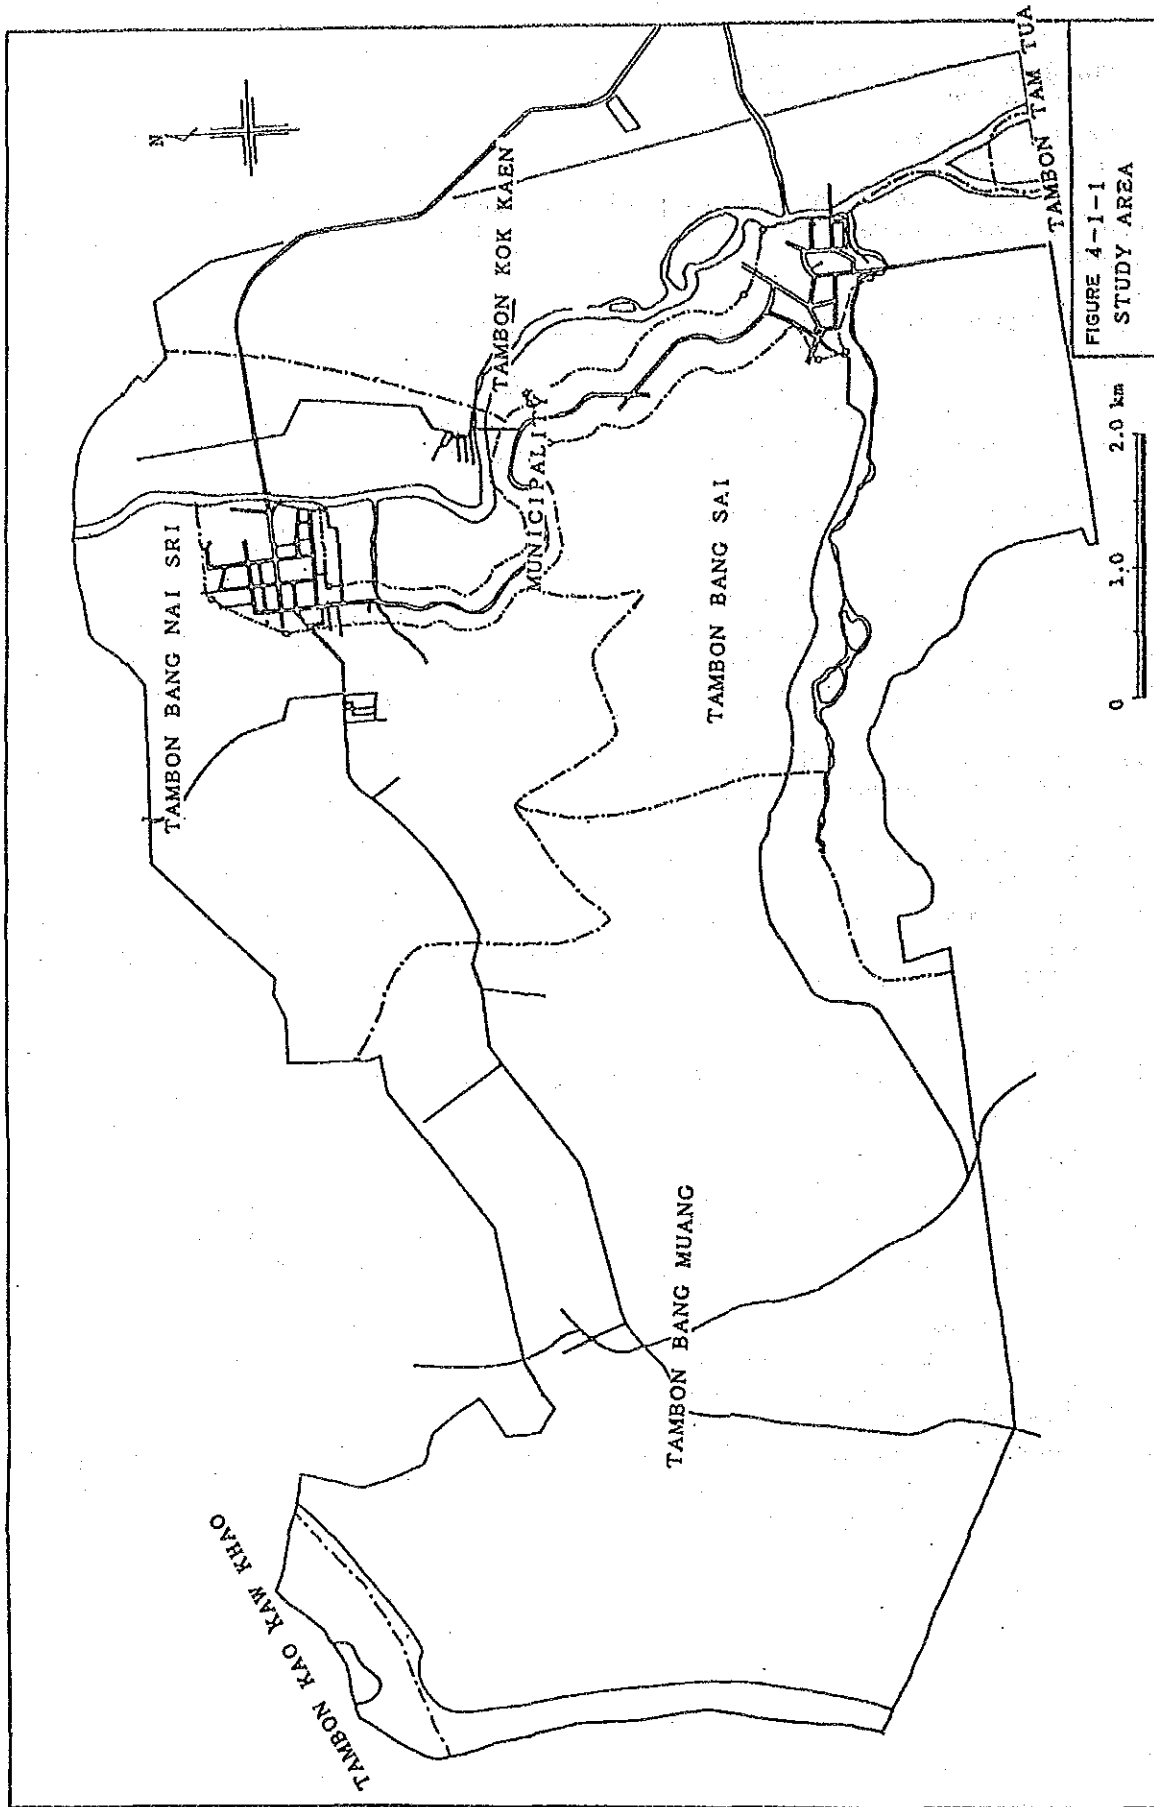 N
TAMBON BANG NAI SRI
TAMBON KOK KAEN
MUNICIPALITY
TAMBON BANG SAI
TAMBON BANG MUANG
TAMBON KAO KAW KHAO
TAMBON TAM TUA
0 1.0 2.0 km
FIGURE 4-1-1
STUDY AREA